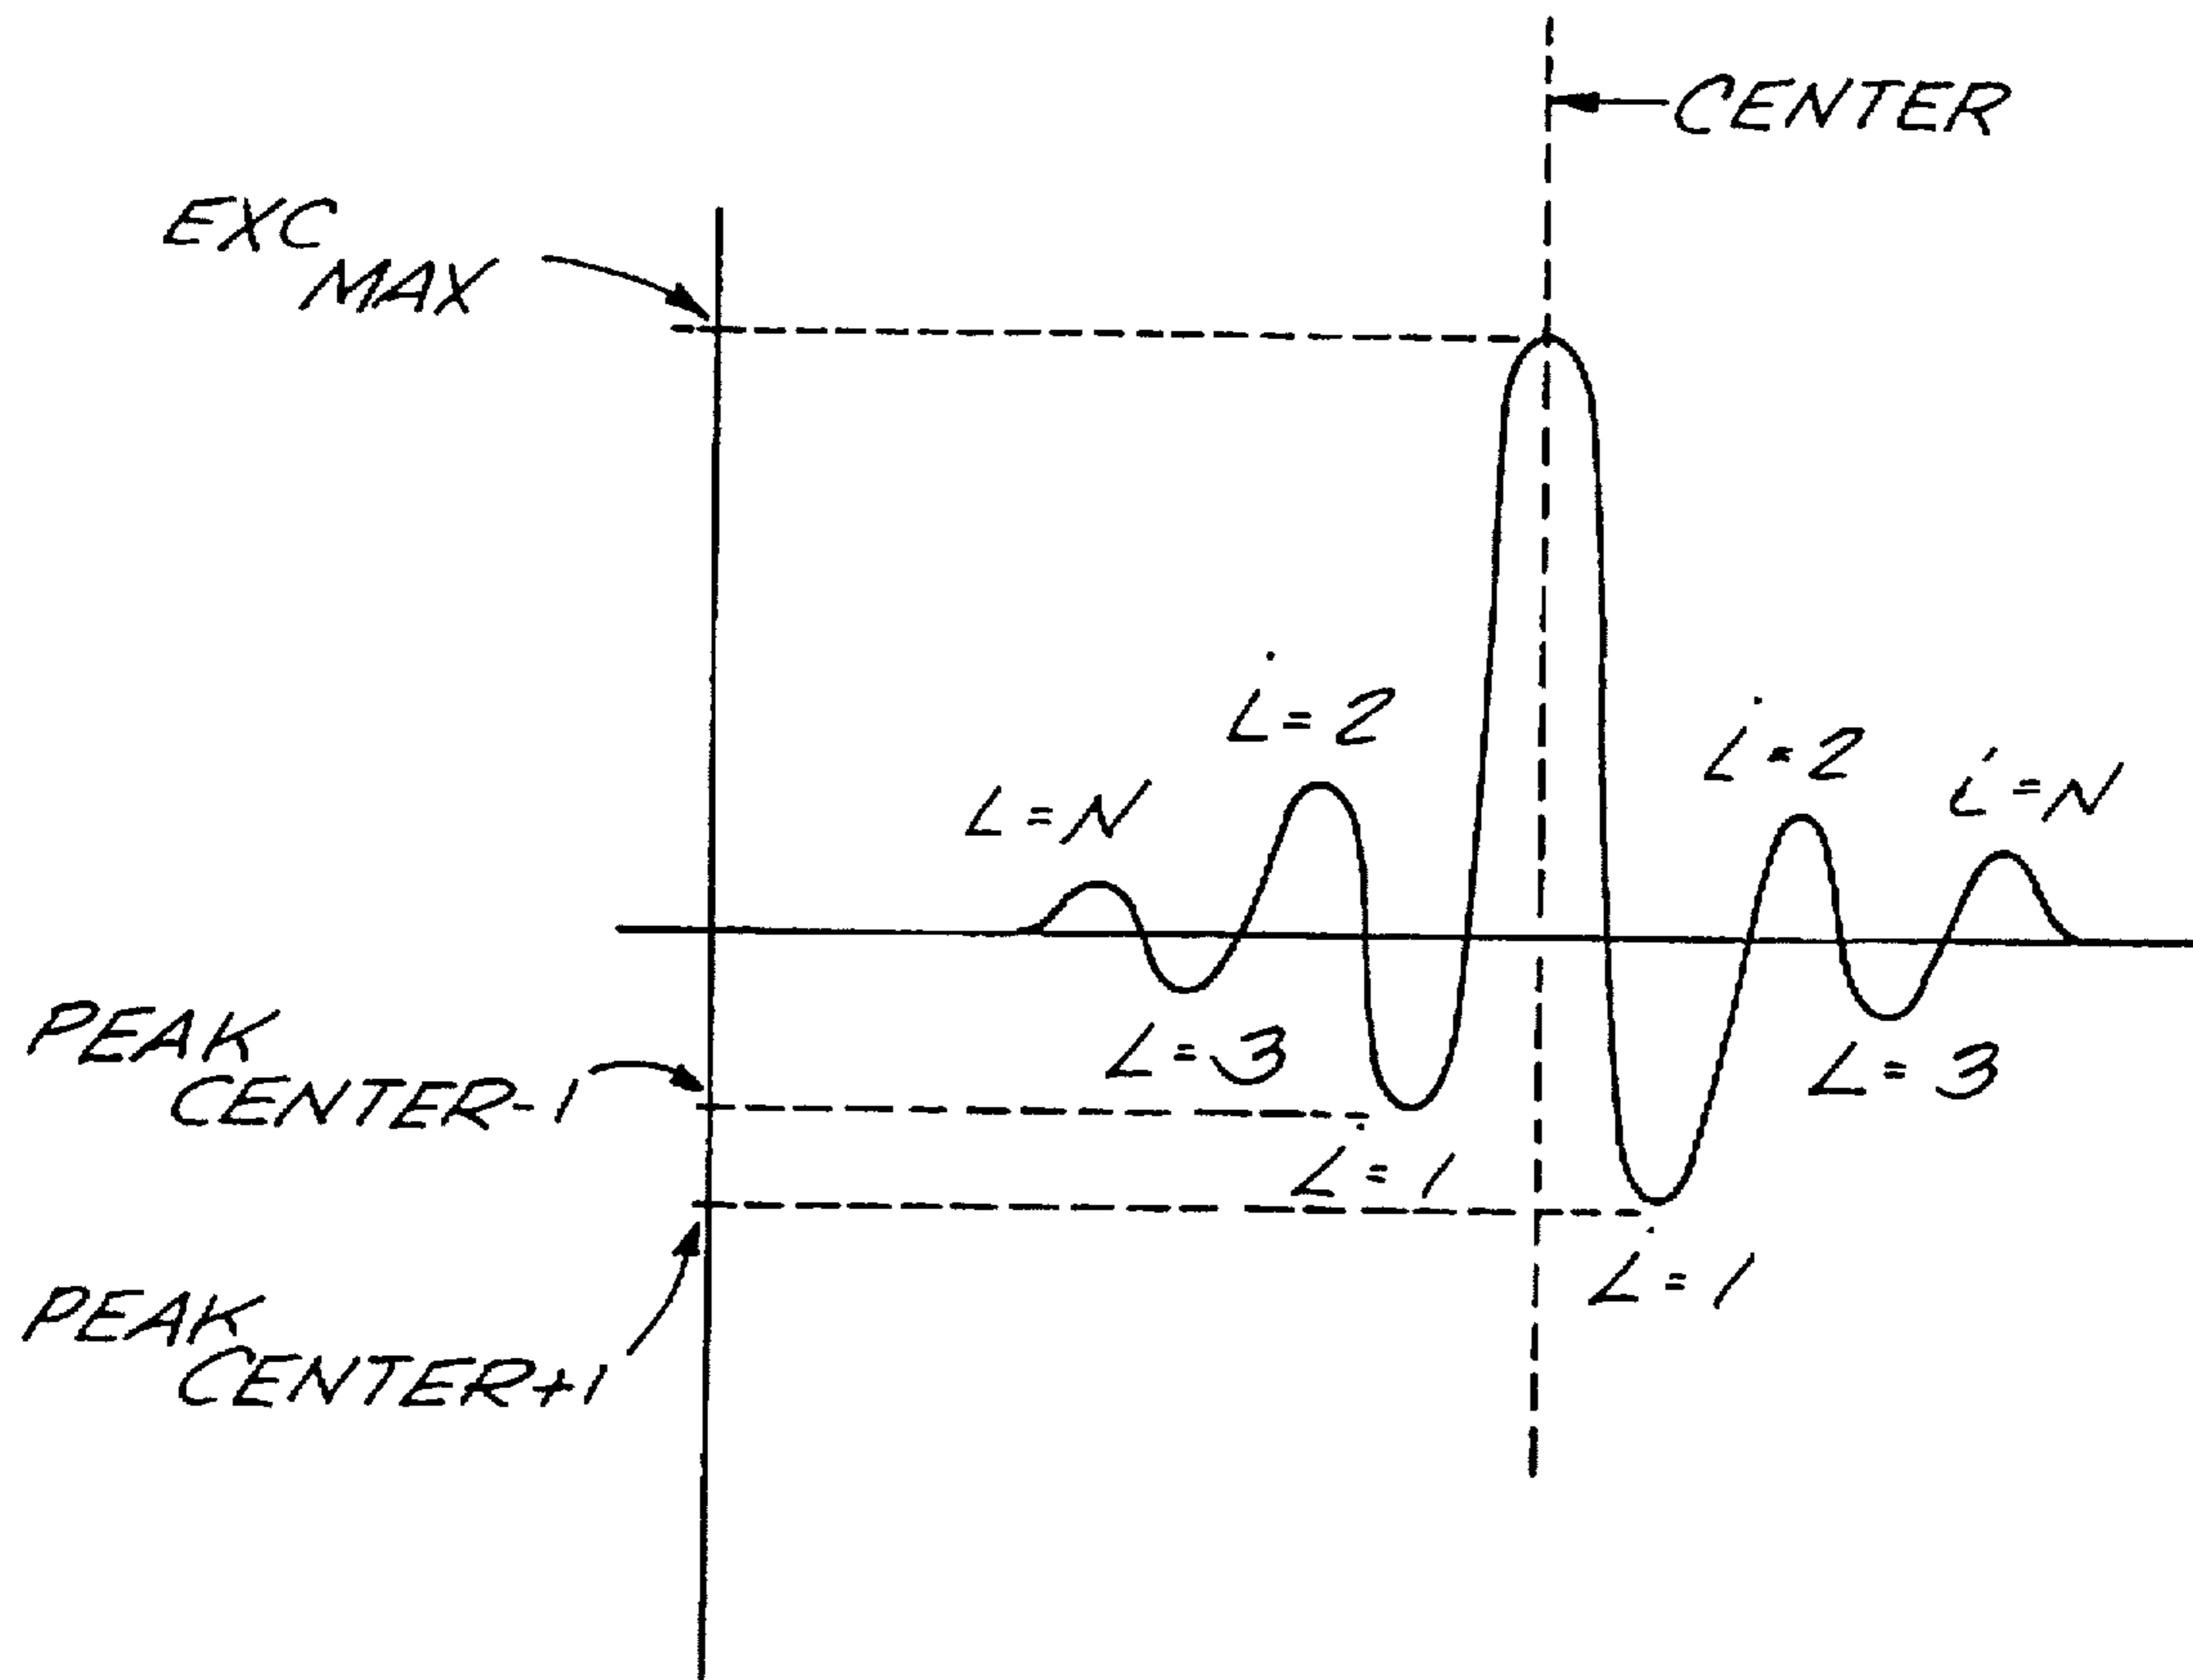 CENTER
EXC
MAX
i=2
i=2
L=N
i=N
PEAK
CENTER-1
L=3
L=3
i=1
PEAK
CENTER+1
i=1